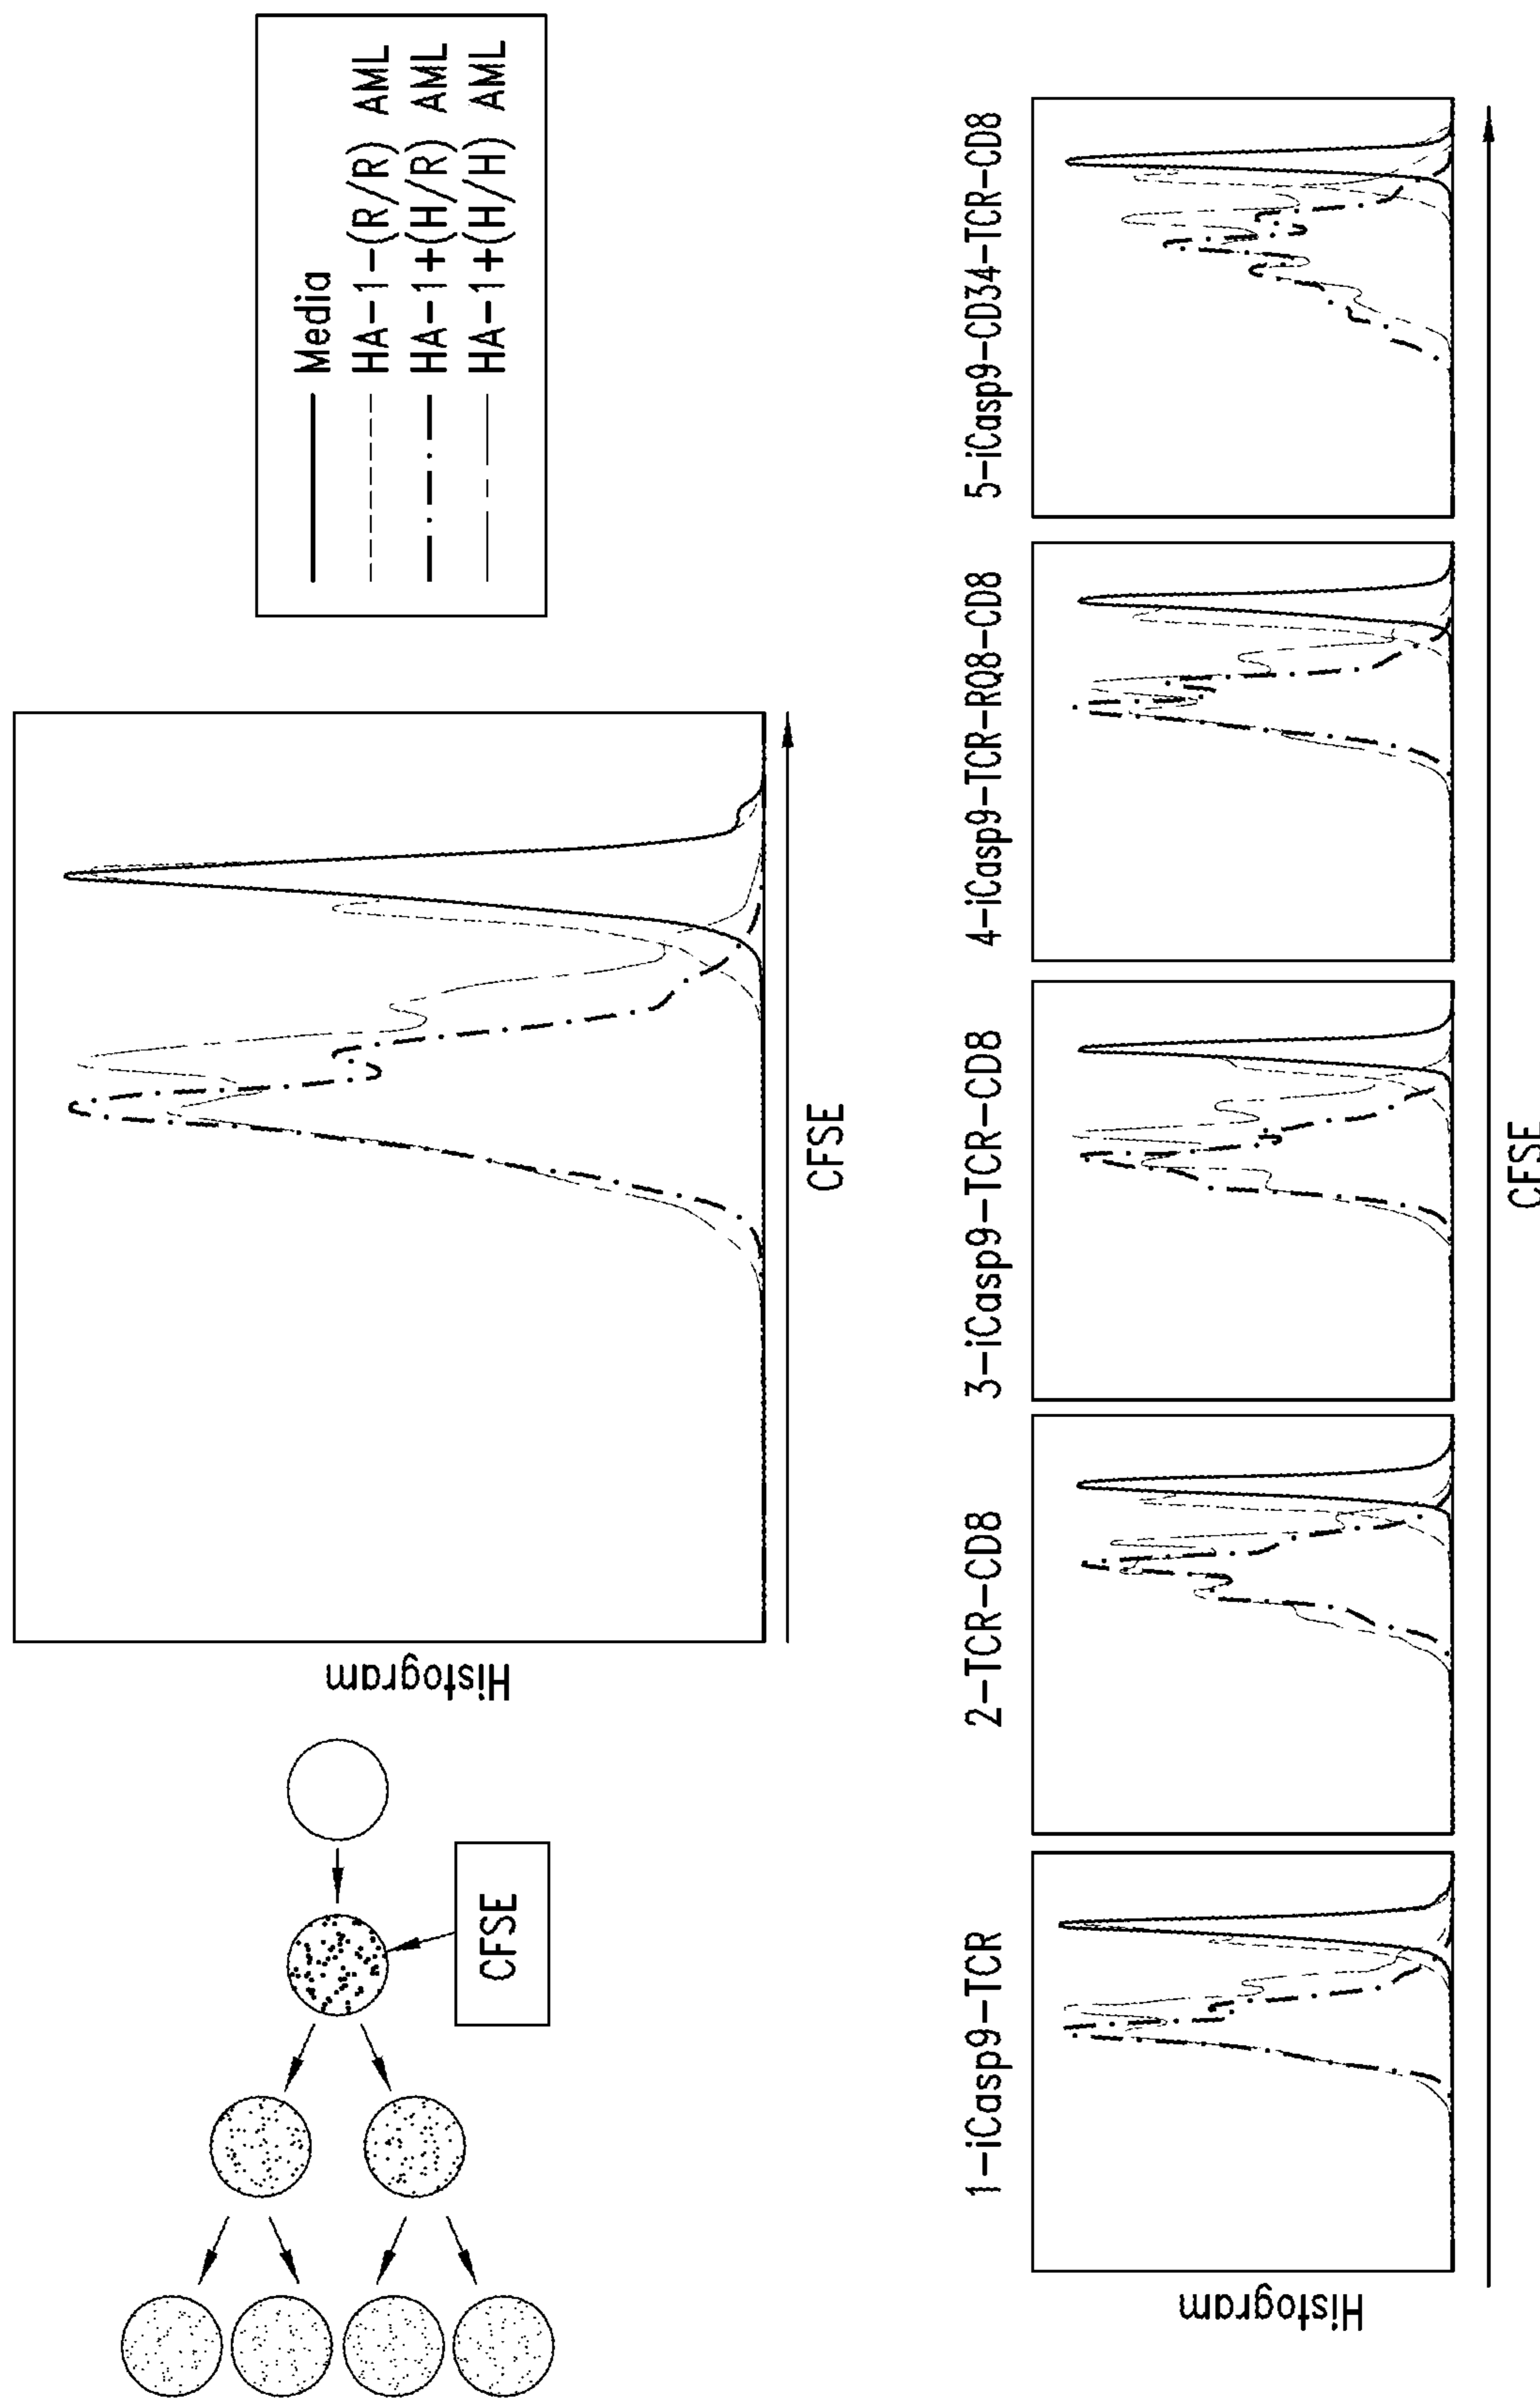 CFSE
Histogram
CFSE
Media
HA-1-(R/R) AML
HA-1+(H/R) AML
HA-1+(H/H) AML
1-iCasp9-TCR
2-TCR-CD8
3-iCasp9-TCR-CD8
4-iCasp9-TCR-RQ8-CD8
5-iCasp9-CD34-TCR-CD8
Histogram
CFSE